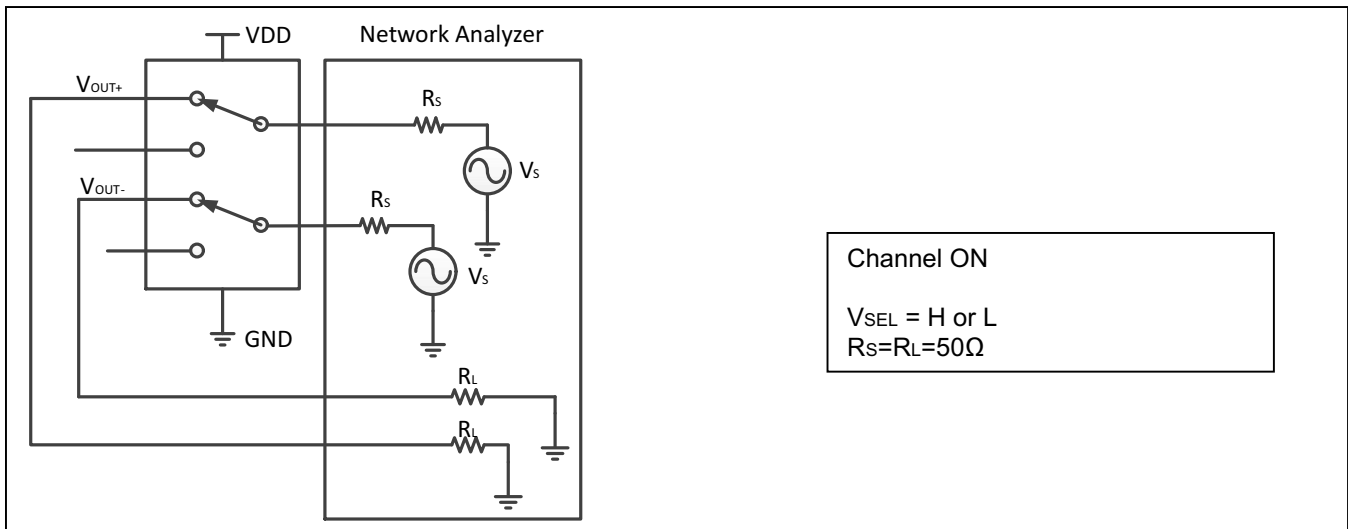 VDD
Network Analyzer
VOUT+
RS
VS
VOUT-
RS
VS
GND
RL
RL
Channel ON
VSEL = H or L
RS=RL=50Ω